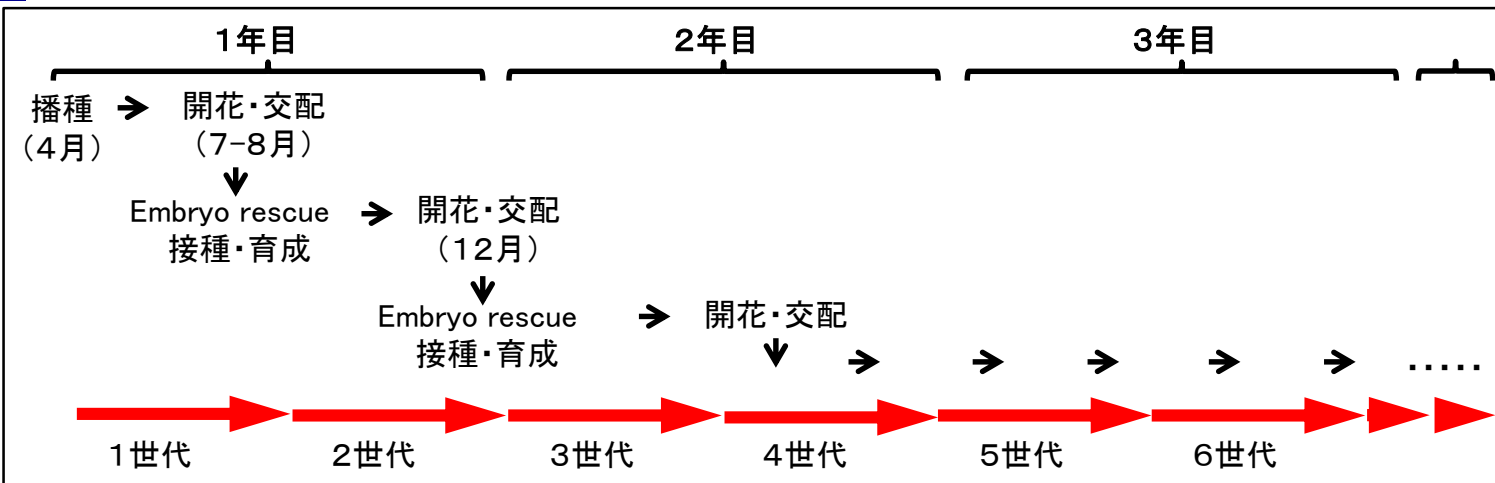 1年目
2年目
3年目
播種
(4月)
開花・交配
(7-8月)
Embryo rescue
接種・育成
開花・交配
(12月)
Embryo rescue
接種・育成
開花・交配
.....
1世代
2世代
3世代
4世代
5世代
6世代